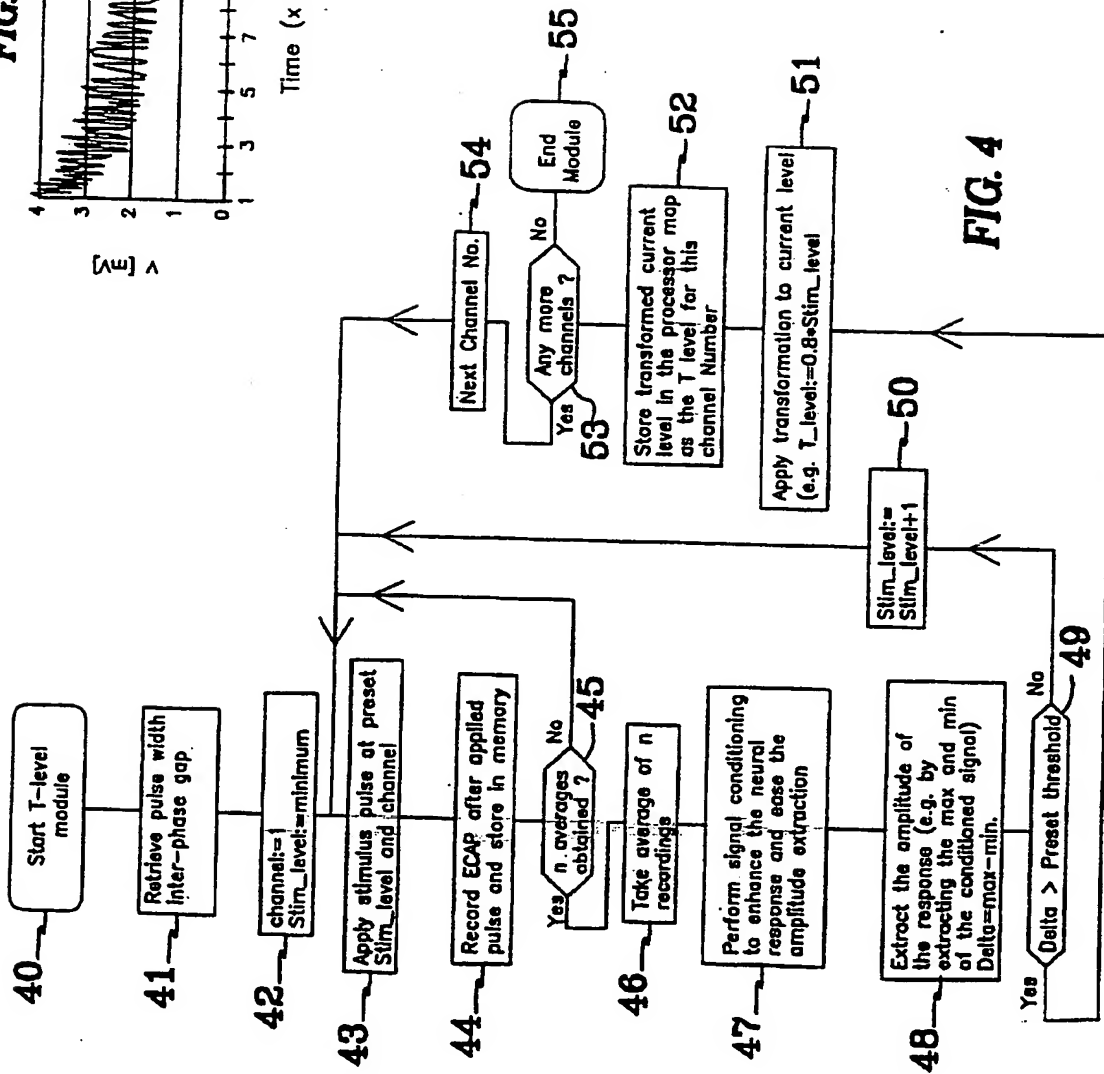 FIG.
4
3
2
1
0
V [mV]
1
3
5
7
Time (x
40
Start T-level
module
41
Retrieve pulse width
Inter-phase gap
42
channel:=1
Stim_level:=minimum
43
Apply stimulus pulse at preset
Stim_level and channel
44
Record ECAP after applied
pulse and store in memory
45
n averages
obtained ?
Yes
No
46
Take average of n
recordings
47
Perform signal conditioning
to enhance the neural
response and ease the
amplitude extraction
48
Extract the amplitude of
the response (e.g. by
extracting the max and min
of the conditioned signal)
Delta=max-min.
49
Delta > Preset threshold
Yes
No
50
Stim_level:=
Stim_level+1
51
Apply transformation to current level
(e.g. T_level:=0.8*Stim_level
52
Store transformed current
level in the processor map
as the T level for this
channel Number
53
Any more
channels ?
Yes
No
54
Next Channel No.
55
End
Module
FIG. 4